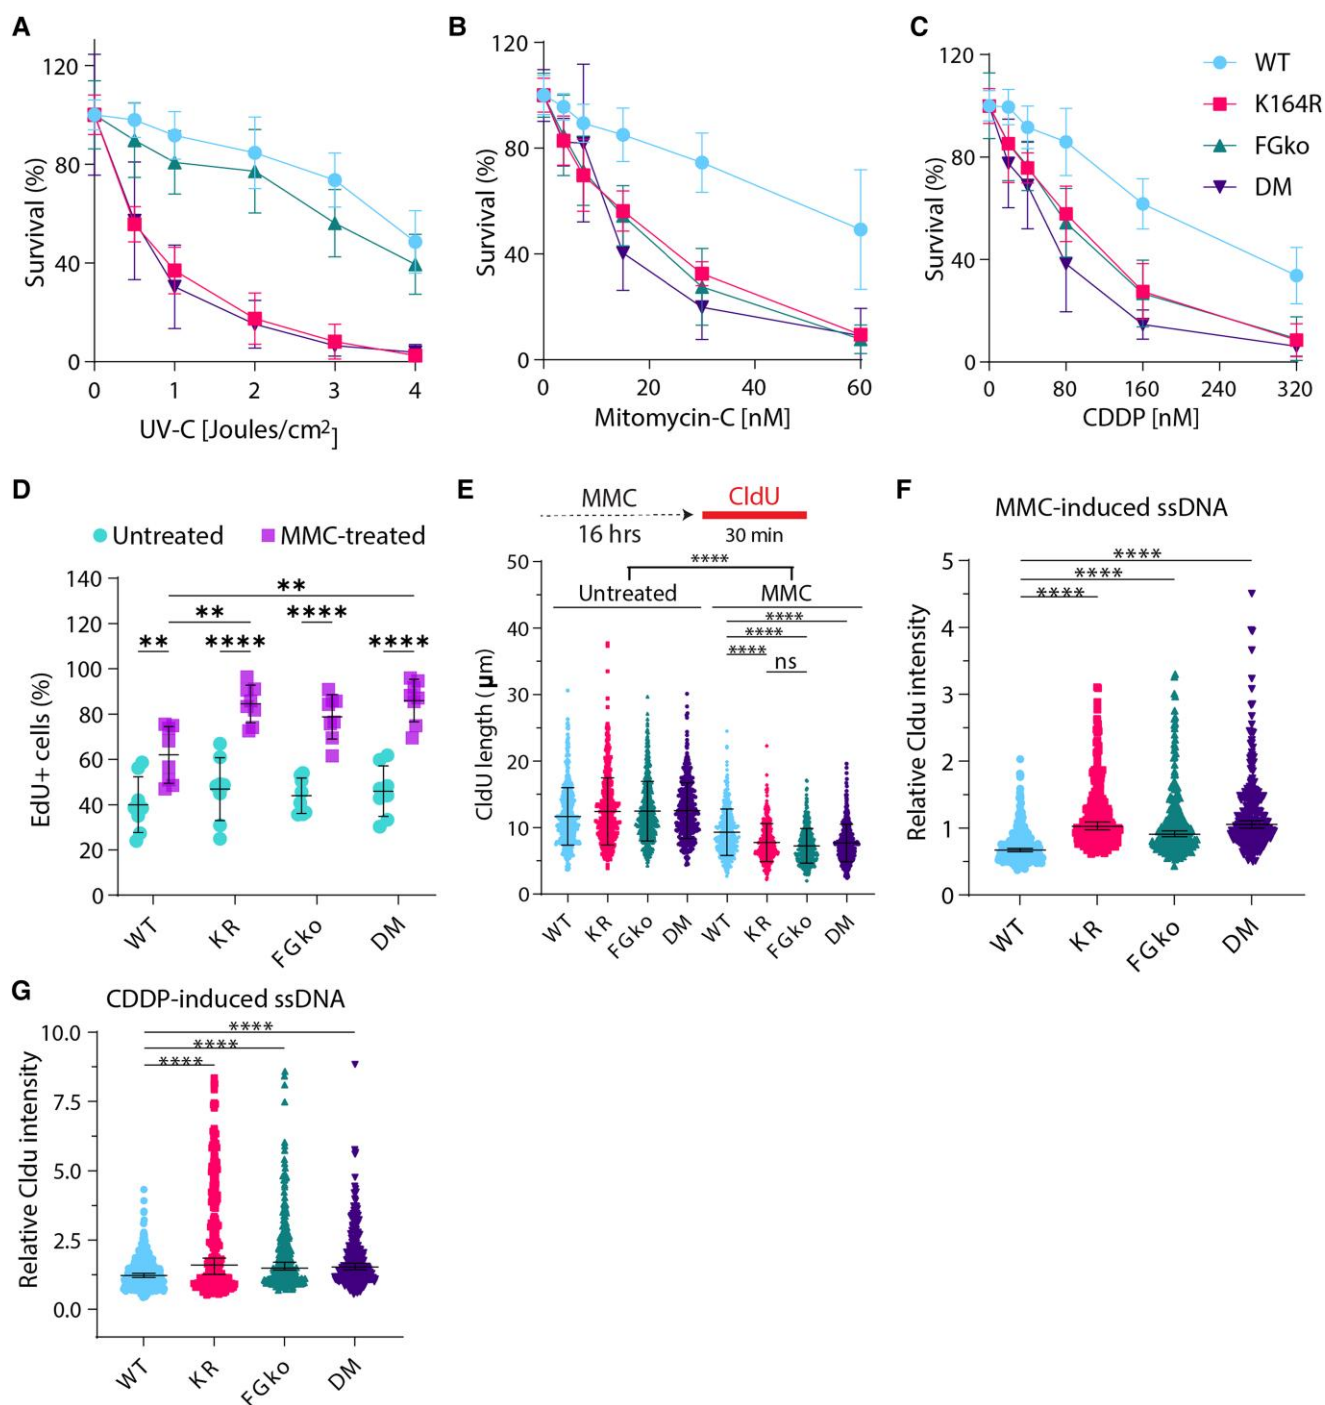 A
Survival (%)
120
80
40
0
0 1 2 3 4
UV-C [Joules/cm2]
B
Survival (%)
120
80
40
0
0 20 40 60
Mitomycin-C [nM]
C
Survival (%)
120
80
40
0
0 80 160 240 320
CDDP [nM]
WT
K164R
FGko
DM
D
Untreated MMC-treated
EdU+ cells (%)
140
120
100
80
60
40
20
0
**
** ****
** **** ****
WT KR FGko DM
E
MMC CldU
16 hrs 30 min
CldU length (µm)
50
40
30
20
10
0
****
Untreated MMC
****
****
****
ns
WT KR FGko DM WT KR FGko DM
F
MMC-induced ssDNA
Relative Cldu intensity
5
4
3
2
1
0
****
****
****
WT KR FGko DM
G
CDDP-induced ssDNA
Relative Cldu intensity
10.0
7.5
5.0
2.5
0.0
****
****
****
WT KR FGko DM